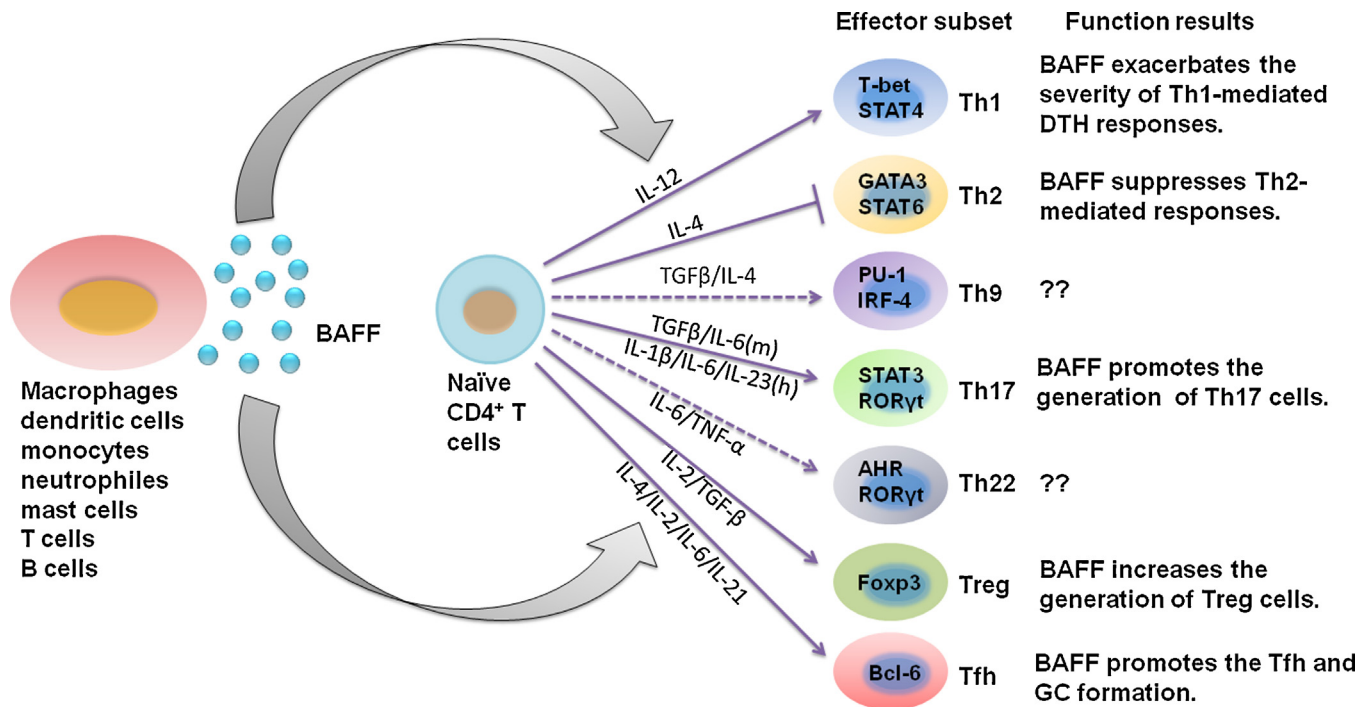 Effector subset
Function results
T-bet
STAT4
Th1
BAFF exacerbates the
severity of Th1-mediated
DTH responses.
IL-12
GATA3
STAT6
Th2
BAFF suppresses Th2-
mediated responses.
IL-4
TGFβ/IL-4
PU-1
IRF-4
Th9
??
BAFF
Macrophages
dendritic cells
monocytes
neutrophiles
mast cells
T cells
B cells
Naïve
CD4⁺ T
cells
TGFβ/IL-6(m)
IL-1β/IL-6/IL-23(h)
STAT3
RORγt
Th17
BAFF promotes the
generation of Th17 cells.
IL-6/TNF-α
AHR
RORγt
Th22
??
IL-2/TGF-β
Foxp3
Treg
BAFF increases the
generation of Treg cells.
IL-4/IL-2/IL-6/IL-21
Bcl-6
Tfh
BAFF promotes the Tfh and
GC formation.